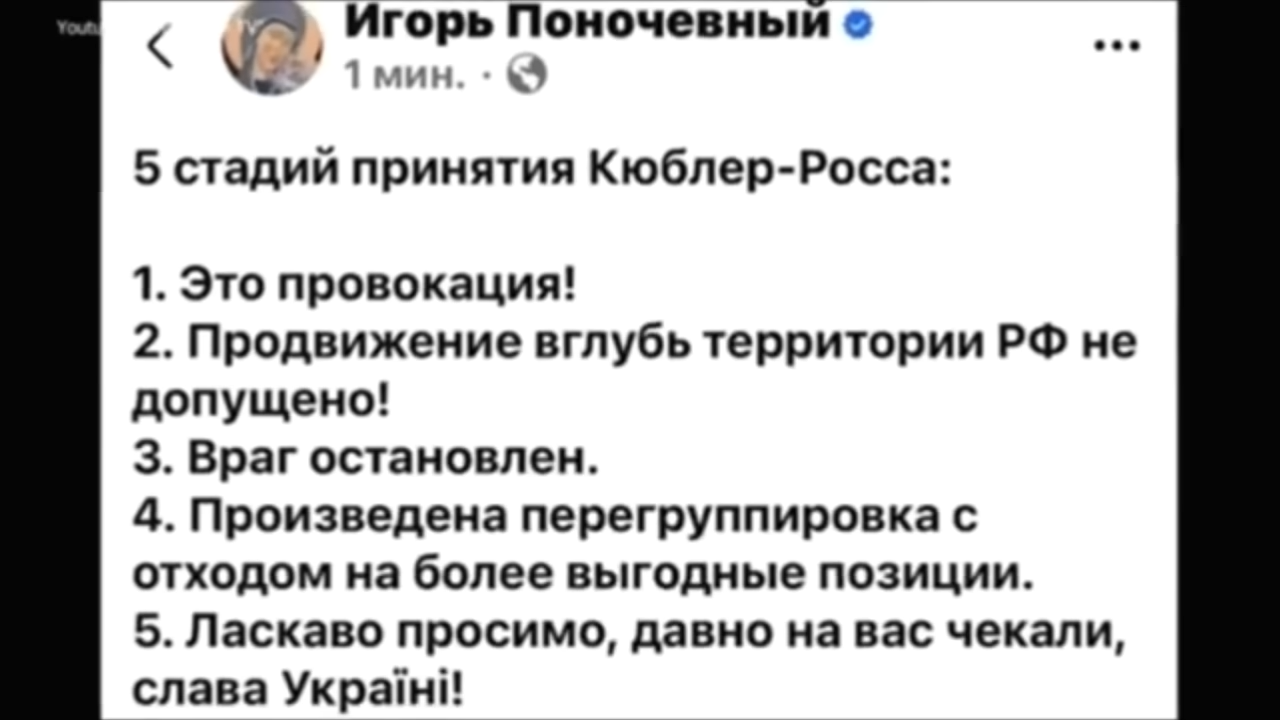 Игорь Поночевный
1 мин.
5 стадий принятия Кюблер-Росса:
1. Это провокация!
2. Продвижение вглубь территории РФ не
допущено!
3. Враг остановлен.
4. Произведена перегруппировка с
отходом на более выгодные позиции.
5. Ласкаво просимо, давно на вас чекали,
слава Україні!